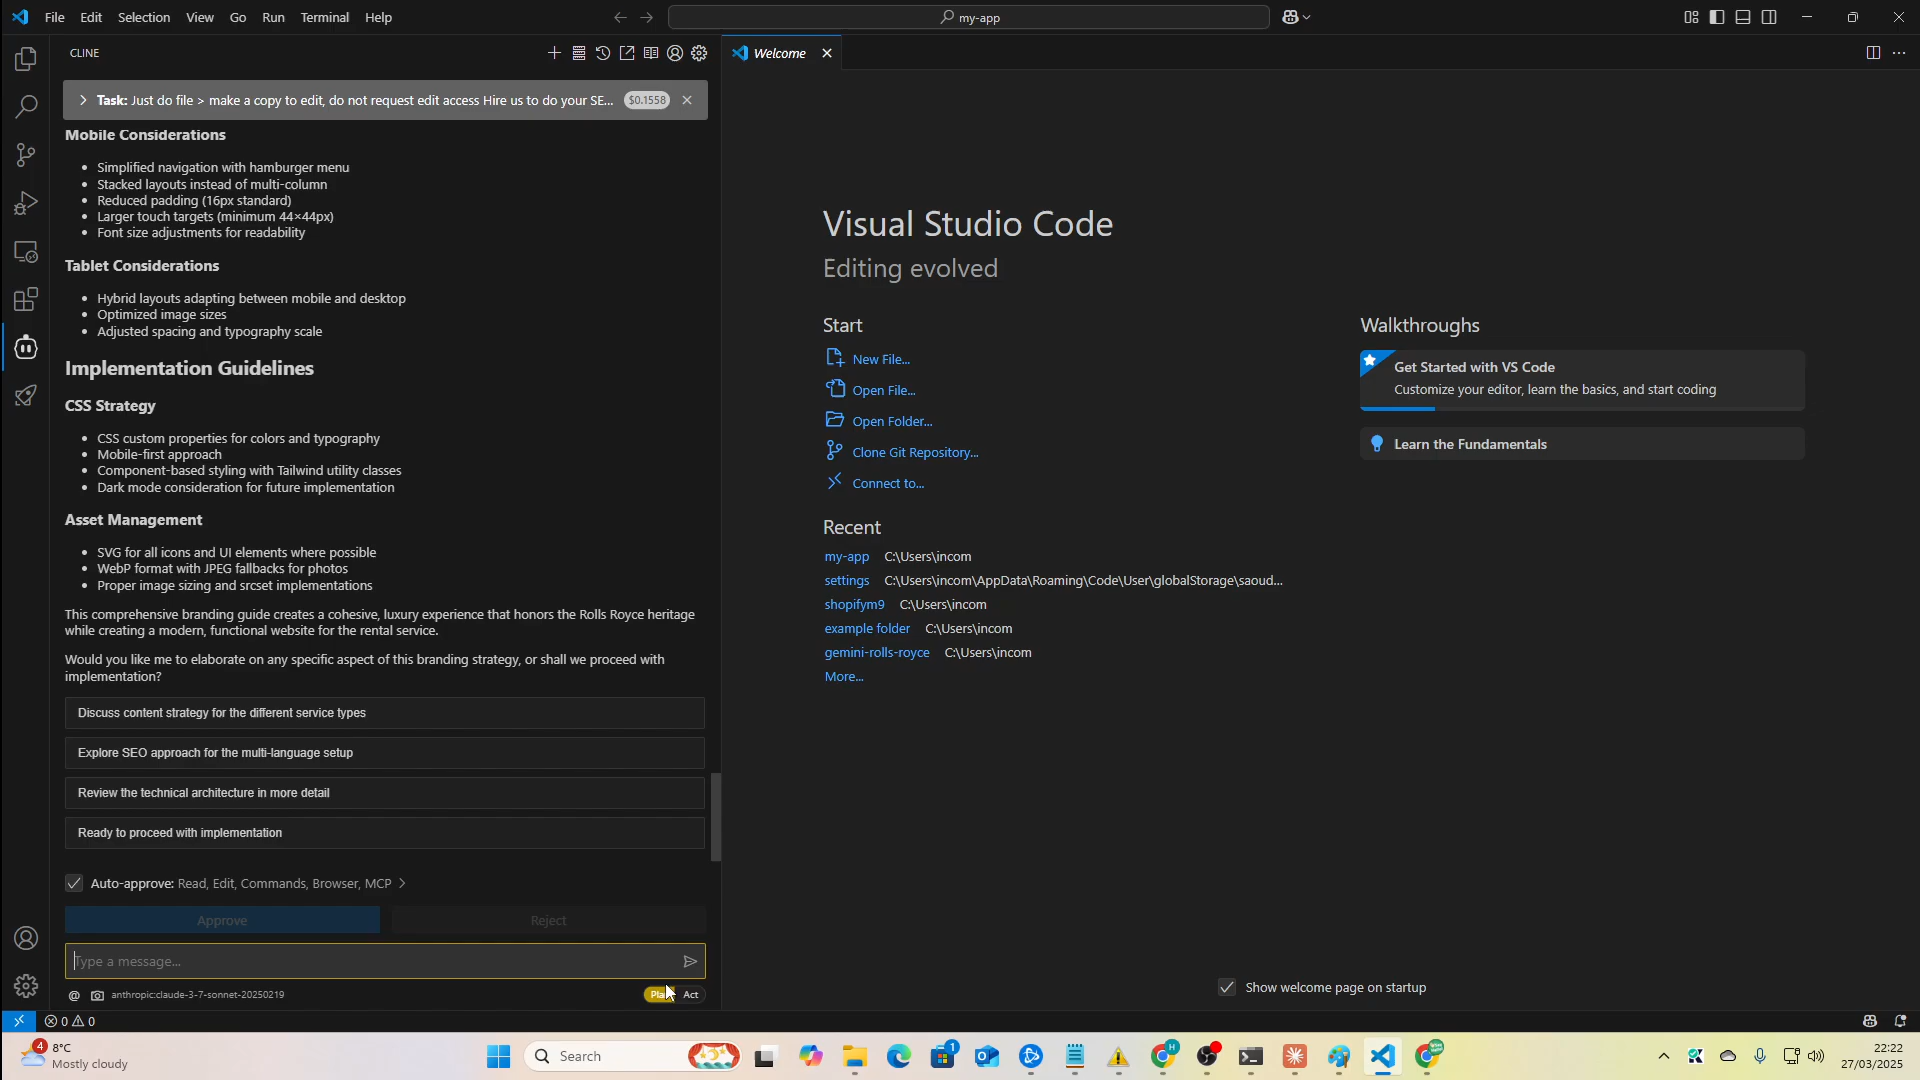 File Edit Selection View Go Run Terminal Help
my-app
CLINE
Welcome
Task: Just do file > make a copy to edit, do not request edit access Hire us to do your SE... $0.1558
Mobile Considerations
Simplified navigation with hamburger menu
Stacked layouts instead of multi-column
Reduced padding (16px standard)
Larger touch targets (minimum 44×44px)
Font size adjustments for readability
Tablet Considerations
Hybrid layouts adapting between mobile and desktop
Optimized image sizes
Adjusted spacing and typography scale
Implementation Guidelines
CSS Strategy
CSS custom properties for colors and typography
Mobile-first approach
Component-based styling with Tailwind utility classes
Dark mode consideration for future implementation
Asset Management
SVG for all icons and UI elements where possible
WebP format with JPEG fallbacks for photos
Proper image sizing and srcset implementations
This comprehensive branding guide creates a cohesive, luxury experience that honors the Rolls Royce heritage
while creating a modern, functional website for the rental service.
Would you like me to elaborate on any specific aspect of this branding strategy, or shall we proceed with
implementation?
Discuss content strategy for the different service types
Explore SEO approach for the multi-language setup
Review the technical architecture in more detail
Ready to proceed with implementation
Auto-approve: Read, Edit, Commands, Browser, MCP
Approve Reject
Type a message...
@ anthropic:claude-3-7-sonnet-20250219
Act
Visual Studio Code
Editing evolved
Start
New File...
Open File...
Open Folder...
Clone Git Repository...
Connect to...
Recent
my-app C:\Users\incom
settings C:\Users\incom\AppData\Roaming\Code\User\globalStorage\saoud...
shopifym9 C:\Users\incom
example folder C:\Users\incom
gemini-rolls-royce C:\Users\incom
More...
Walkthroughs
Get Started with VS Code
Customize your editor, learn the basics, and start coding
Learn the Fundamentals
Show welcome page on startup
0 0
4
8°C
Mostly cloudy
Search
1
H
22:22
27/03/2025